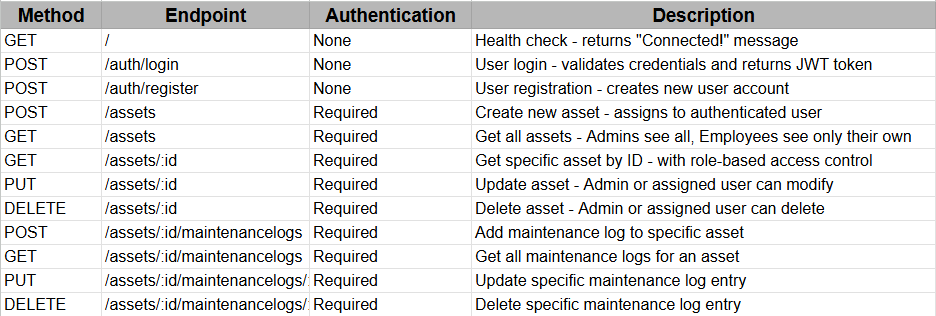 Method Endpoint Authentication Description
GET / None Health check - returns "Connected!" message
POST /auth/login None User login - validates credentials and returns JWT token
POST /auth/register None User registration - creates new user account
POST /assets Required Create new asset - assigns to authenticated user
GET /assets Required Get all assets - Admins see all, Employees see only their own
GET /assets/:id Required Get specific asset by ID - with role-based access control
PUT /assets/:id Required Update asset - Admin or assigned user can modify
DELETE /assets/:id Required Delete asset - Admin or assigned user can delete
POST /assets/:id/maintenancelogs Required Add maintenance log to specific asset
GET /assets/:id/maintenancelogs Required Get all maintenance logs for an asset
PUT /assets/:id/maintenancelogs/: Required Update specific maintenance log entry
DELETE /assets/:id/maintenancelogs/: Required Delete specific maintenance log entry